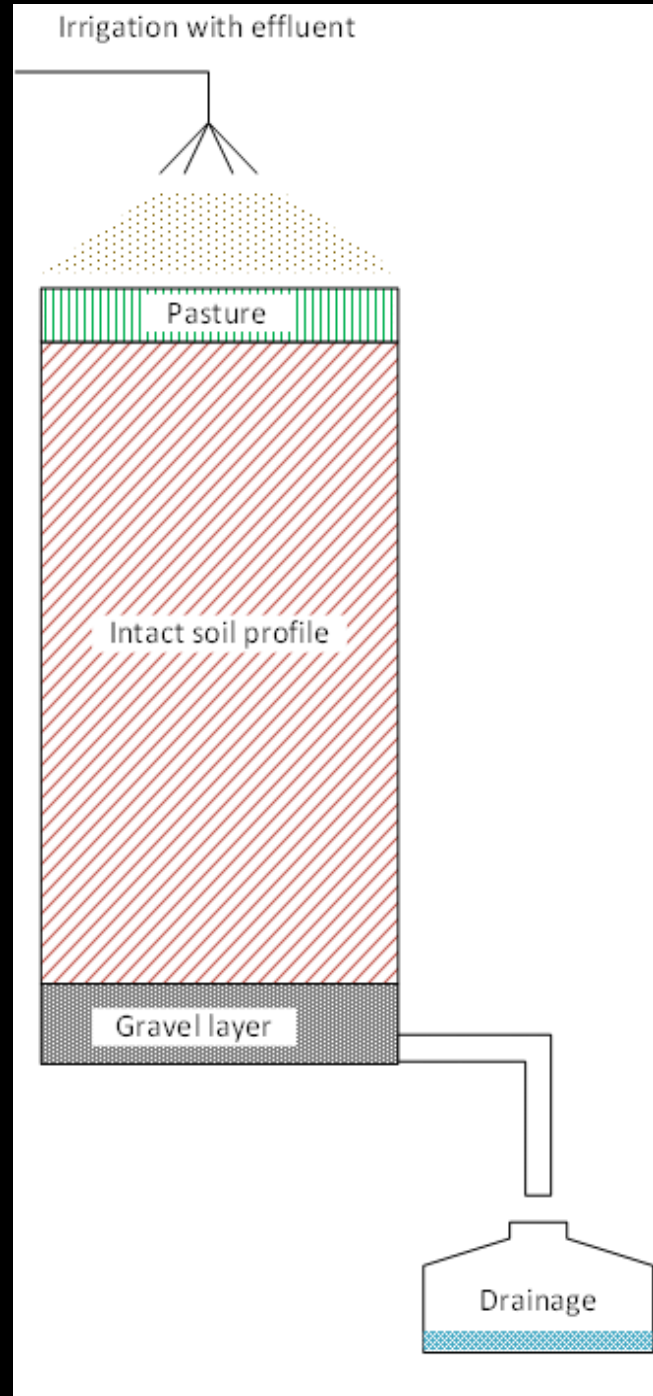 Irrigation with effluent
Pasture
Intact soil profile
Gravel layer
Drainage